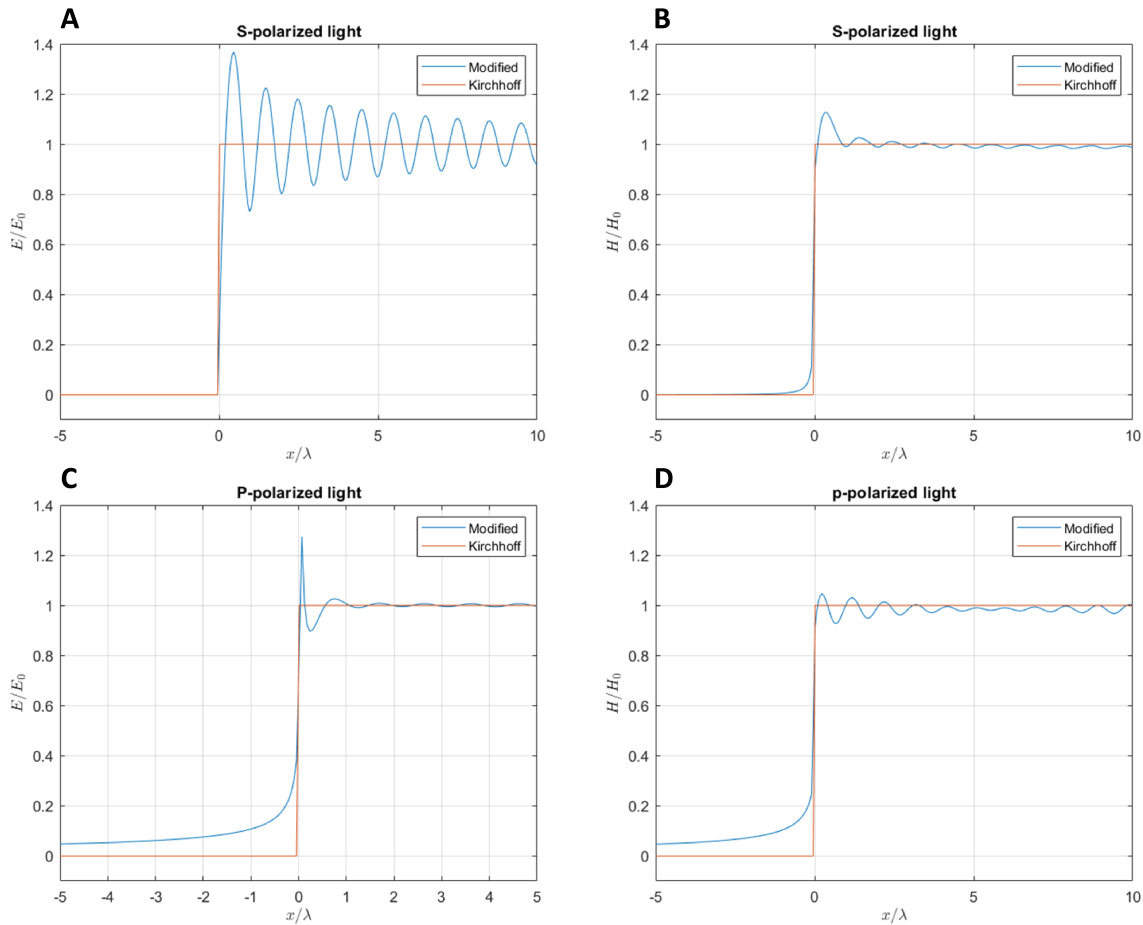 A
S-polarized light
Modified
Kirchhoff
1.4
1.2
1
0.8
0.6
0.4
0.2
0
E/E0
-5
0
5
10
x/λ
B
S-polarized light
Modified
Kirchhoff
1.4
1.2
1
0.8
0.6
0.4
0.2
0
H/H0
-5
0
5
10
x/λ
C
P-polarized light
Modified
Kirchhoff
1.4
1.2
1
0.8
0.6
0.4
0.2
0
E/E0
-5
-4
-3
-2
-1
0
1
2
3
4
5
x/λ
D
p-polarized light
Modified
Kirchhoff
1.4
1.2
1
0.8
0.6
0.4
0.2
0
H/H0
-5
0
5
10
x/λ